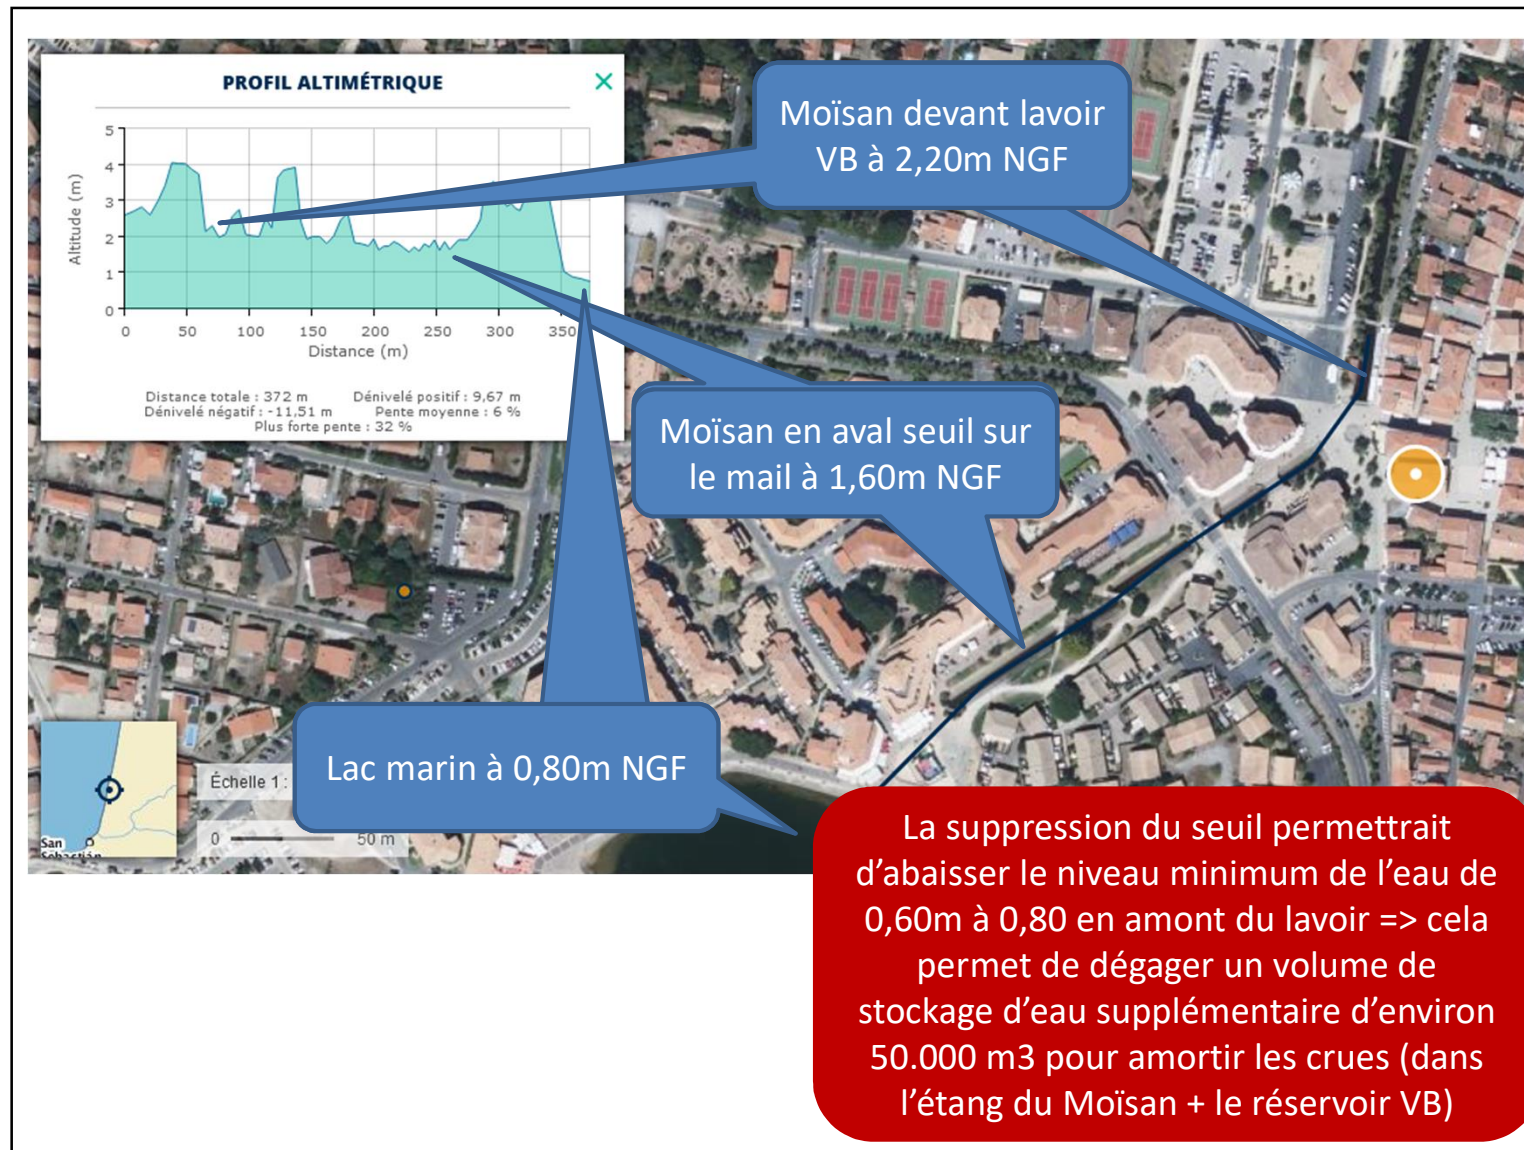 PROFIL ALTIMÉTRIQUE
×
Altitude (m)
5
4
3
2
1
0
0 50 100 150 200 250 300 350
Distance (m)
Distance totale : 372 m Dénivelé positif : 9,67 m
Dénivelé négatif : -11,51 m Pente moyenne : 6 %
Plus forte pente : 32 %
Moïsan devant lavoir
VB à 2,20m NGF
Moïsan en aval seuil sur
le mail à 1,60m NGF
Lac marin à 0,80m NGF
Échelle 1 :
0 50 m
San
Sébastián
La suppression du seuil permettrait
d’abaisser le niveau minimum de l’eau de
0,60m à 0,80 en amont du lavoir => cela
permet de dégager un volume de
stockage d’eau supplémentaire d’environ
50.000 m3 pour amortir les crues (dans
l’étang du Moïsan + le réservoir VB)